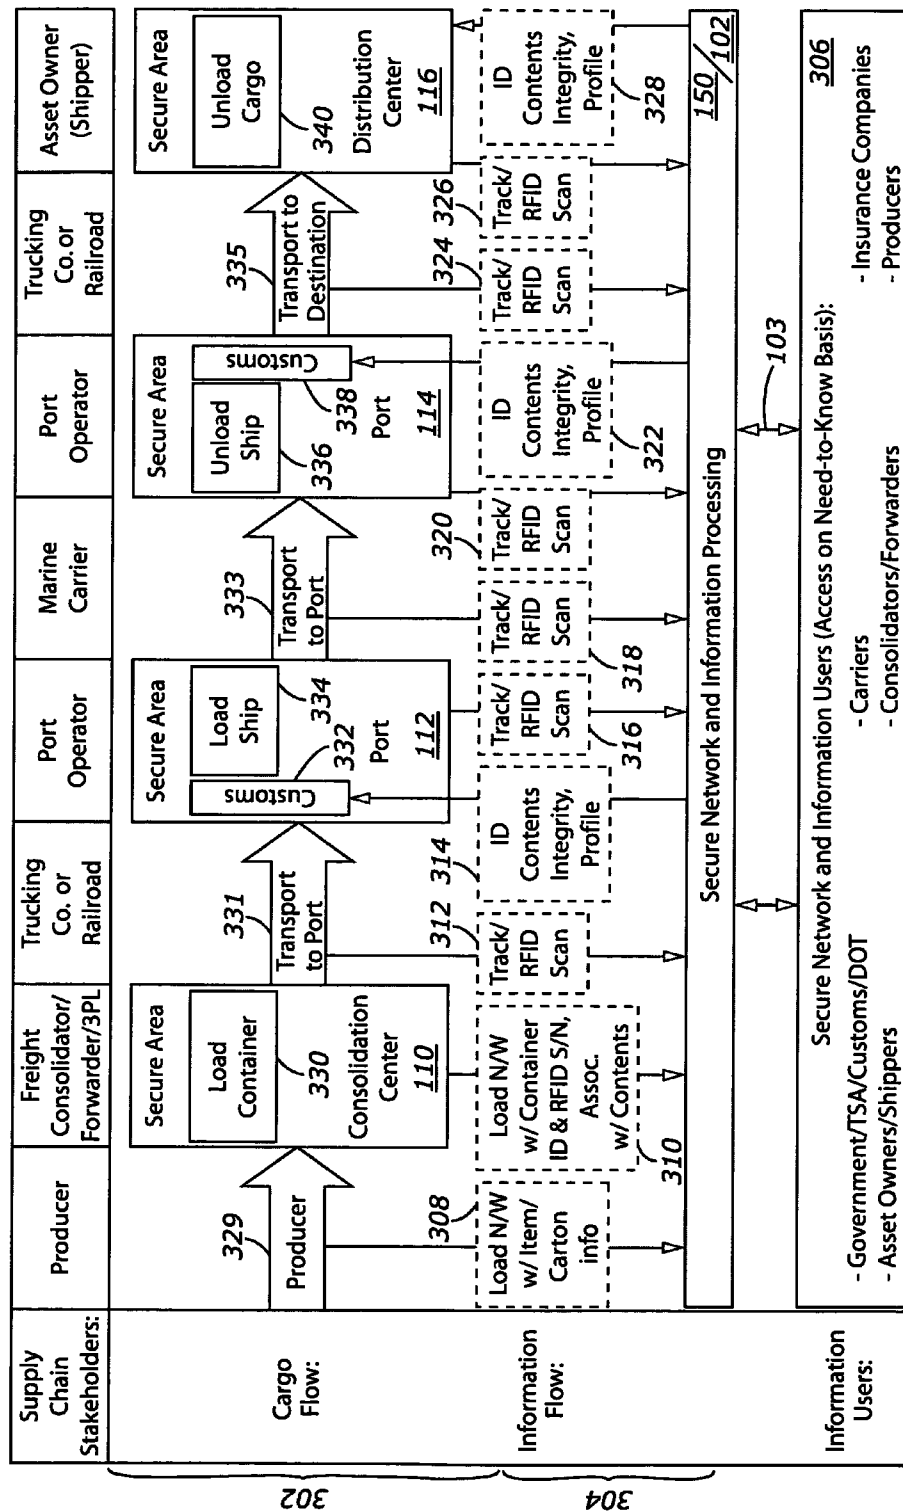 Supply
Chain
Stakeholders:
Producer
Freight
Consolidator/
Forwarder/3PL
Trucking
Co. or
Railroad
Port
Operator
Marine
Carrier
Port
Operator
Trucking
Co. or
Railroad
Asset Owner
(Shipper)
302
Cargo
Flow:
329
Producer
Secure Area
Load
Container
330
Consolidation
Center
110
331
Transport
to Port
Secure Area
Customs
332
Load
Ship
334
Port
112
333
Transport
to Port
Secure Area
Unload
Ship
336
Customs
338
Port
114
335
Transport to
Destination
Secure Area
Unload
Cargo
340
Distribution
Center
116
304
Information
Flow:
308
Load N/W
w/ Item/
Carton
info
Load N/W
w/ Container
ID & RFID S/N,
Assoc.
w/ Contents
310
312
Track/
RFID
Scan
314
ID
Contents
Integrity,
Profile
Track/
RFID
Scan
316
Track/
RFID
Scan
318
320
Track/
RFID
Scan
ID
Contents
Integrity,
Profile
322
324
Track/
RFID
Scan
326
Track/
RFID
Scan
ID
Contents
Integrity,
Profile
328
Secure Network and Information Processing
150/102
103
Information
Users:
Secure Network and Information Users (Access on Need-to-Know Basis):
306
- Government/TSA/Customs/DOT
- Asset Owners/Shippers
- Carriers
- Consolidators/Forwarders
- Insurance Companies
- Producers